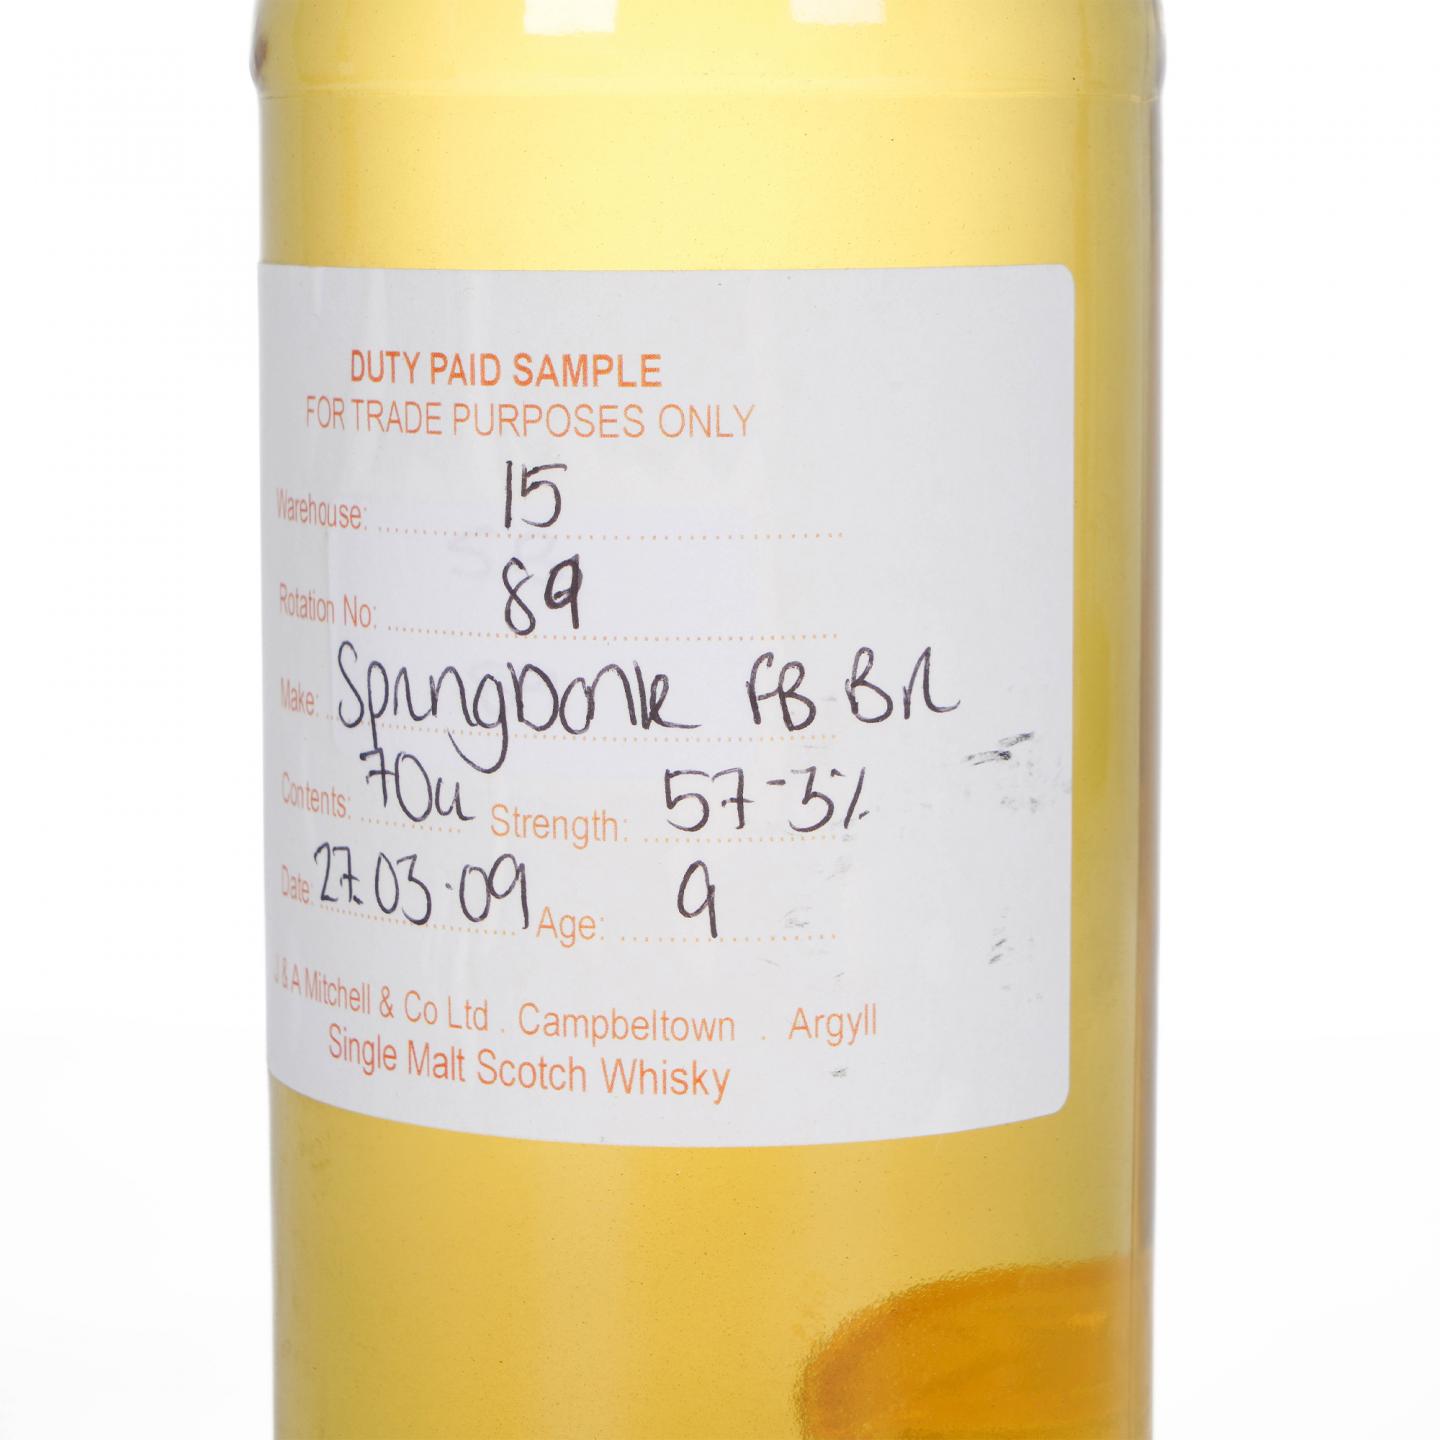 DUTY PAID SAMPLE
FOR TRADE PURPOSES ONLY
Warehouse: 15
Rotation No: 89
Make: Springbank FB BR
Contents: 70cl Strength: 57.3%
Date: 27.03.09 Age: 9
J & A Mitchell & Co Ltd . Campbeltown . Argyll
Single Malt Scotch Whisky